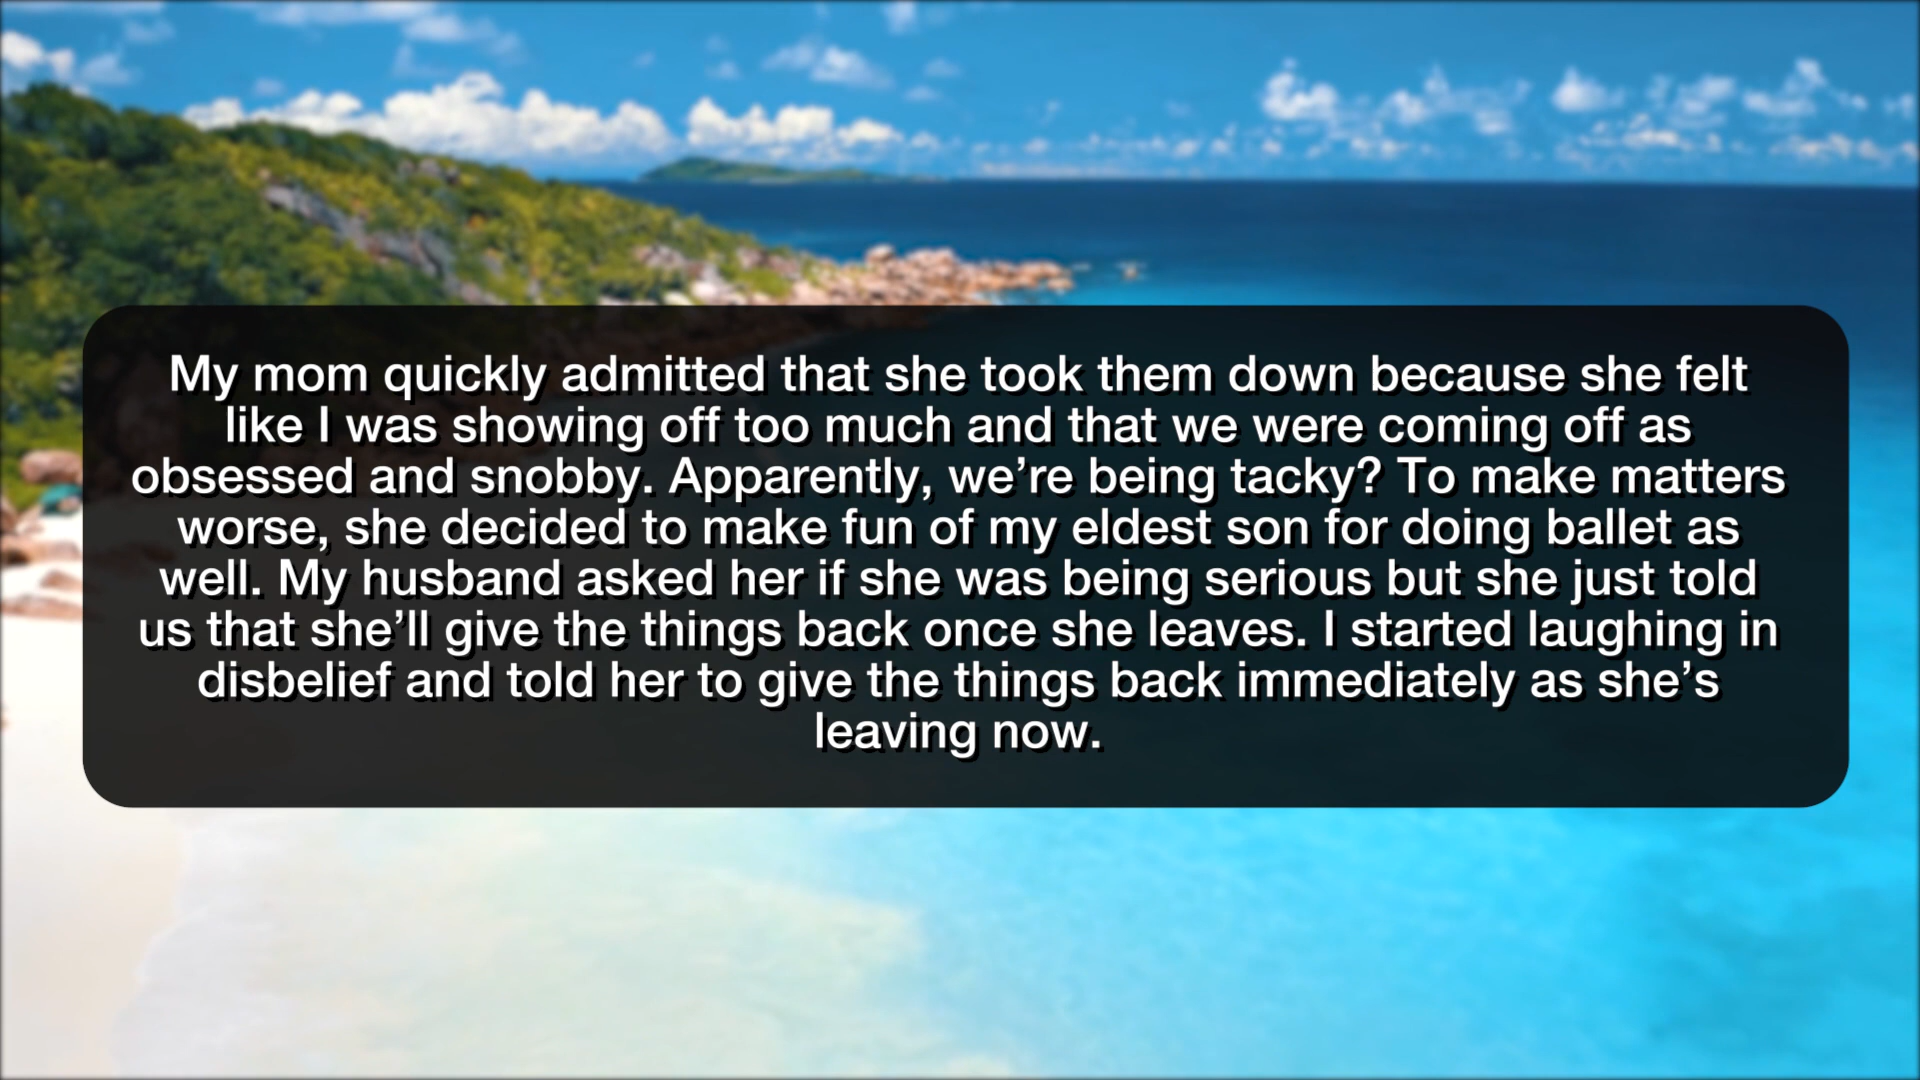 My mom quickly admitted that she took them down because she felt
like I was showing off too much and that we were coming off as
obsessed and snobby. Apparently, we’re being tacky? To make matters
worse, she decided to make fun of my eldest son for doing ballet as
well. My husband asked her if she was being serious but she just told
us that she’ll give the things back once she leaves. I started laughing in
disbelief and told her to give the things back immediately as she’s
leaving now.